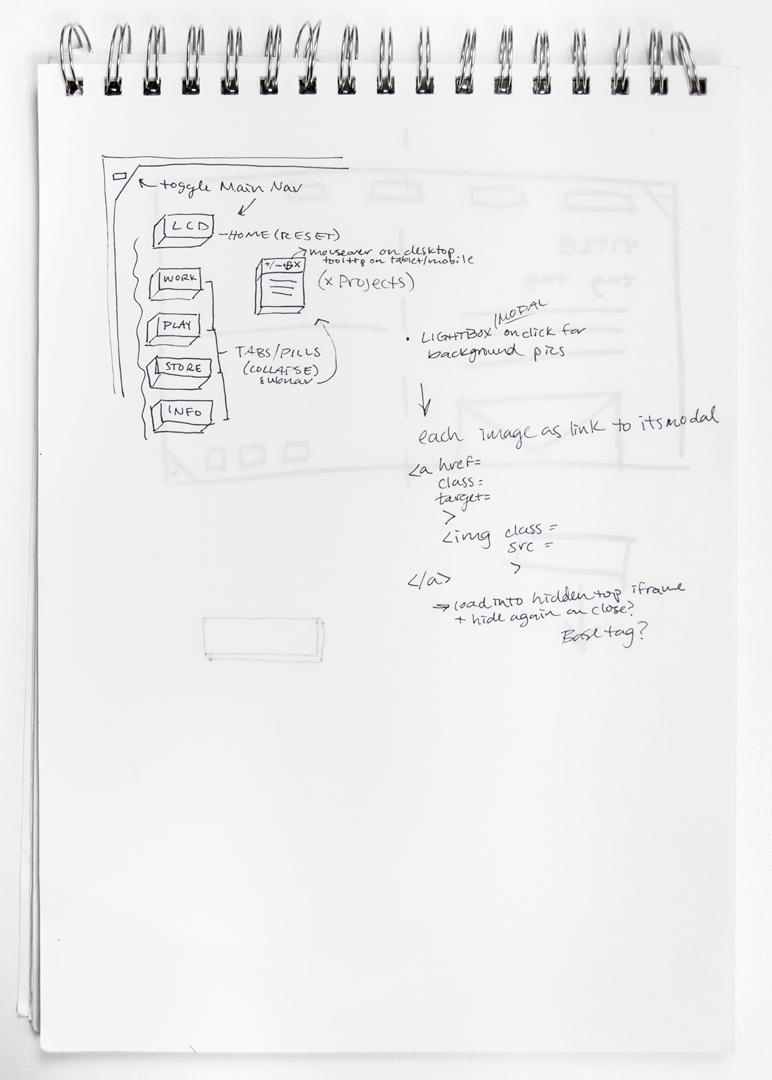 toggle Main Nav
LCD
HOME (RESET)
mouseover on desktop
tooltip on tablet/mobile
(x Projects)
WORK
PLAY
STORE
INFO
TABS/PILLS
(COLLAPSE)
subnav
• LIGHTBOX/MODAL on click for
background pics
each image as link to its modal
<a href=
class=
target=
>
<img class=
src =
>
</a>
→ load into hidden top iframe
+ hide again on close?
Base tag?